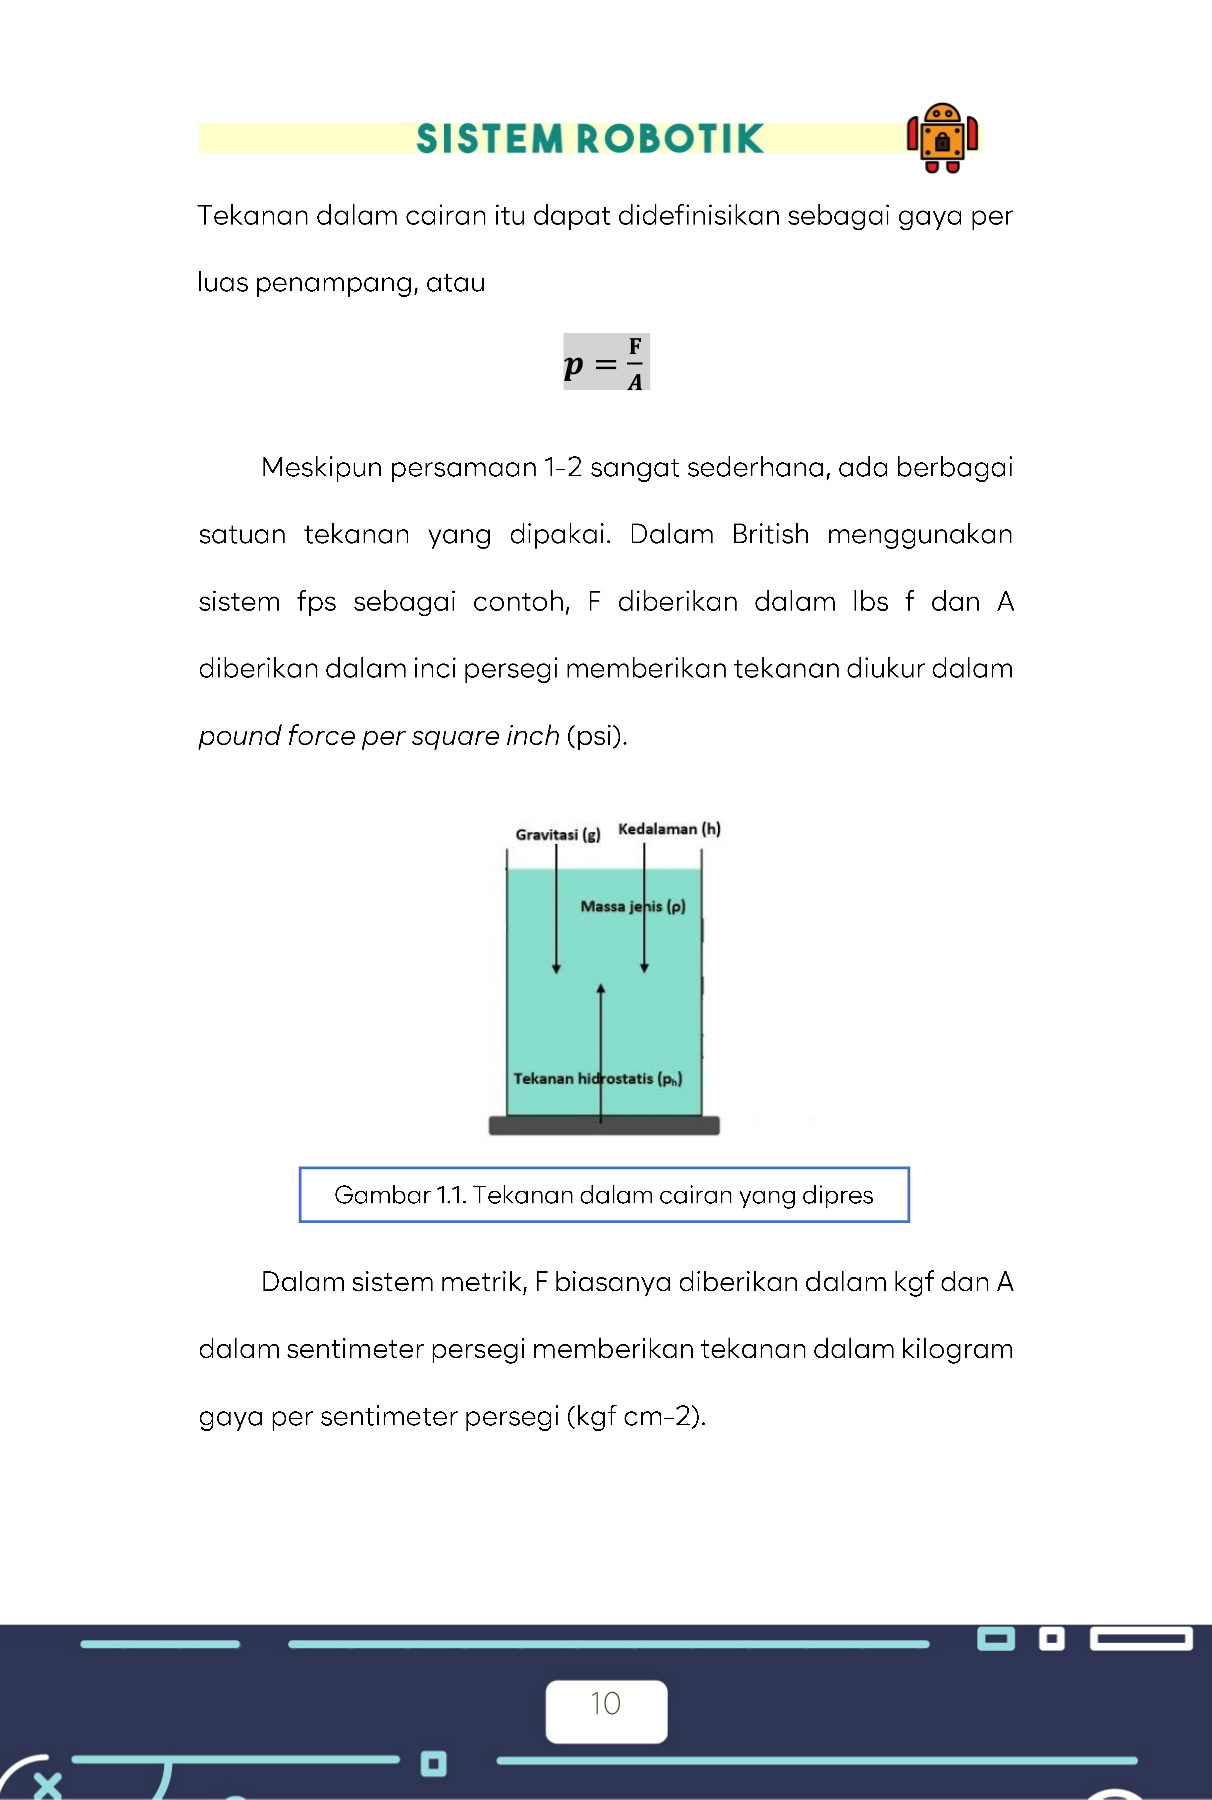 SISTEM ROBOTIK
Tekanan dalam cairan itu dapat didefinisikan sebagai gaya per
luas penampang, atau
p = F/A
Meskipun persamaan 1-2 sangat sederhana, ada berbagai
satuan tekanan yang dipakai. Dalam British menggunakan
sistem fps sebagai contoh, F diberikan dalam lbs f dan A
diberikan dalam inci persegi memberikan tekanan diukur dalam
pound force per square inch (psi).
Gravitasi (g) Kedalaman (h)
Massa jenis (ρ)
Tekanan hidrostatis (pₕ)
Gambar 1.1. Tekanan dalam cairan yang dipres
Dalam sistem metrik, F biasanya diberikan dalam kgf dan A
dalam sentimeter persegi memberikan tekanan dalam kilogram
gaya per sentimeter persegi (kgf cm-2).
10